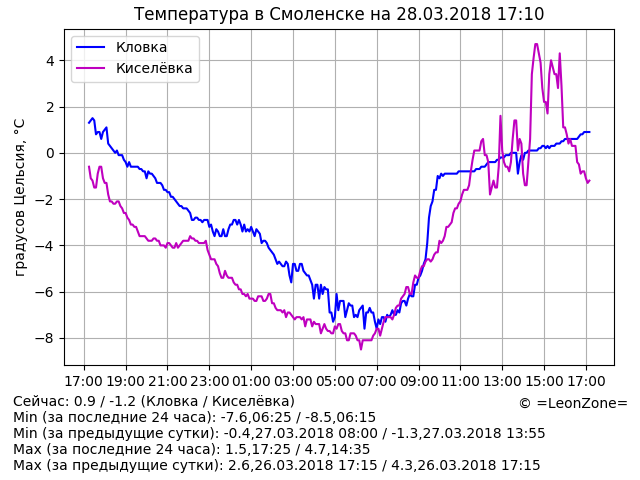 Температура в Смоленске на 28.03.2018 17:10
Кловка
Киселёвка
градусов Цельсия, °C
4
2
0
−2
−4
−6
−8
17:00 19:00 21:00 23:00 01:00 03:00 05:00 07:00 09:00 11:00 13:00 15:00 17:00
Сейчас: 0.9 / -1.2 (Кловка / Киселёвка)
© =LeonZone=
Min (за последние 24 часа): -7.6,06:25 / -8.5,06:15
Min (за предыдущие сутки): -0.4,27.03.2018 08:00 / -1.3,27.03.2018 13:55
Max (за последние 24 часа): 1.5,17:25 / 4.7,14:35
Max (за предыдущие сутки): 2.6,26.03.2018 17:15 / 4.3,26.03.2018 17:15